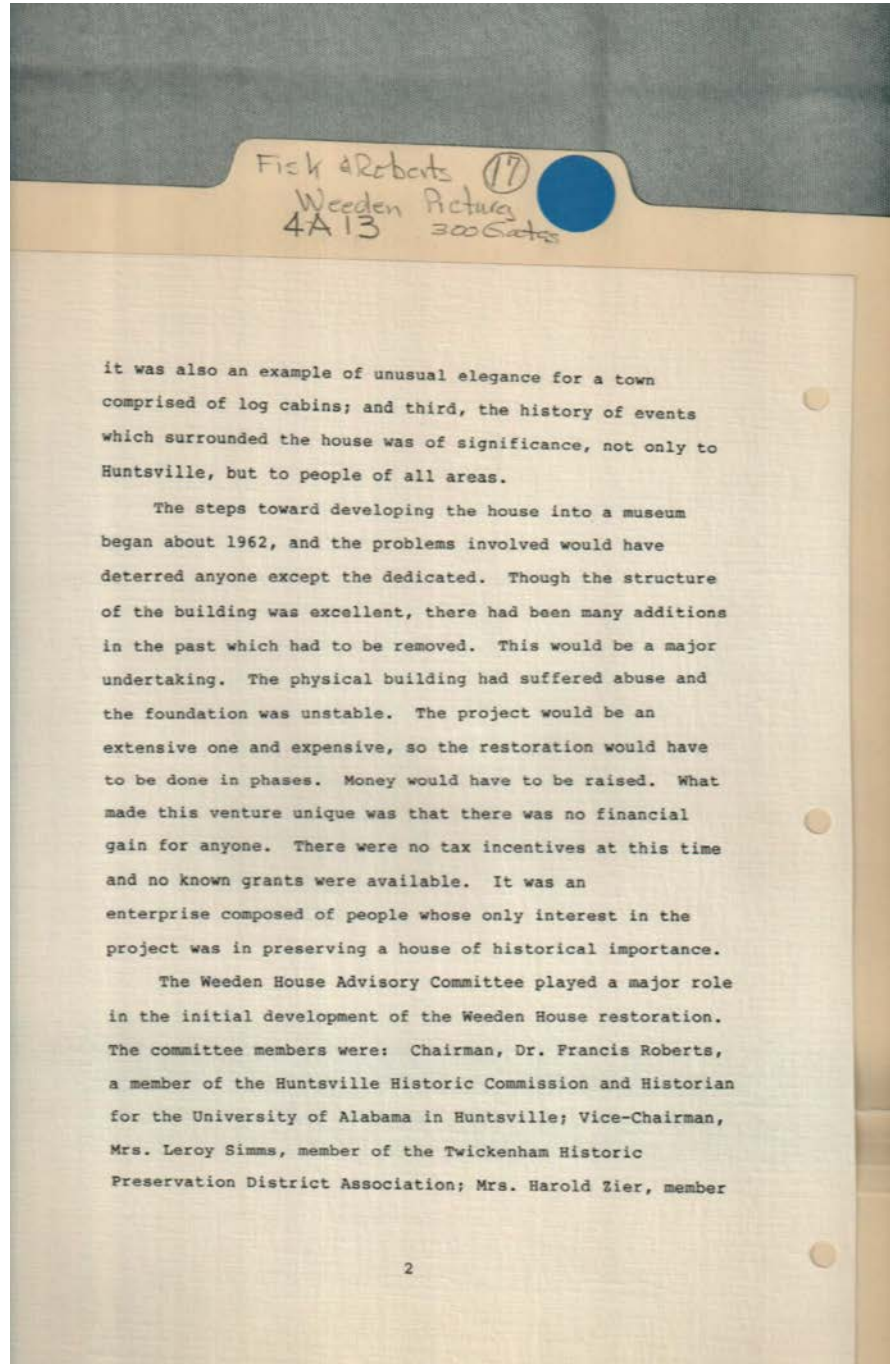 Fisk & Roberts 17
Weeden Pictures
4A13 300 Gates
it was also an example of unusual elegance for a town
comprised of log cabins; and third, the history of events
which surrounded the house was of significance, not only to
Huntsville, but to people of all areas.
The steps toward developing the house into a museum
began about 1962, and the problems involved would have
deterred anyone except the dedicated. Though the structure
of the building was excellent, there had been many additions
in the past which had to be removed. This would be a major
undertaking. The physical building had suffered abuse and
the foundation was unstable. The project would be an
extensive one and expensive, so the restoration would have
to be done in phases. Money would have to be raised. What
made this venture unique was that there was no financial
gain for anyone. There were no tax incentives at this time
and no known grants were available. It was an
enterprise composed of people whose only interest in the
project was in preserving a house of historical importance.
The Weeden House Advisory Committee played a major role
in the initial development of the Weeden House restoration.
The committee members were: Chairman, Dr. Francis Roberts,
a member of the Huntsville Historic Commission and Historian
for the University of Alabama in Huntsville; Vice-Chairman,
Mrs. Leroy Simms, member of the Twickenham Historic
Preservation District Association; Mrs. Harold Zier, member
2